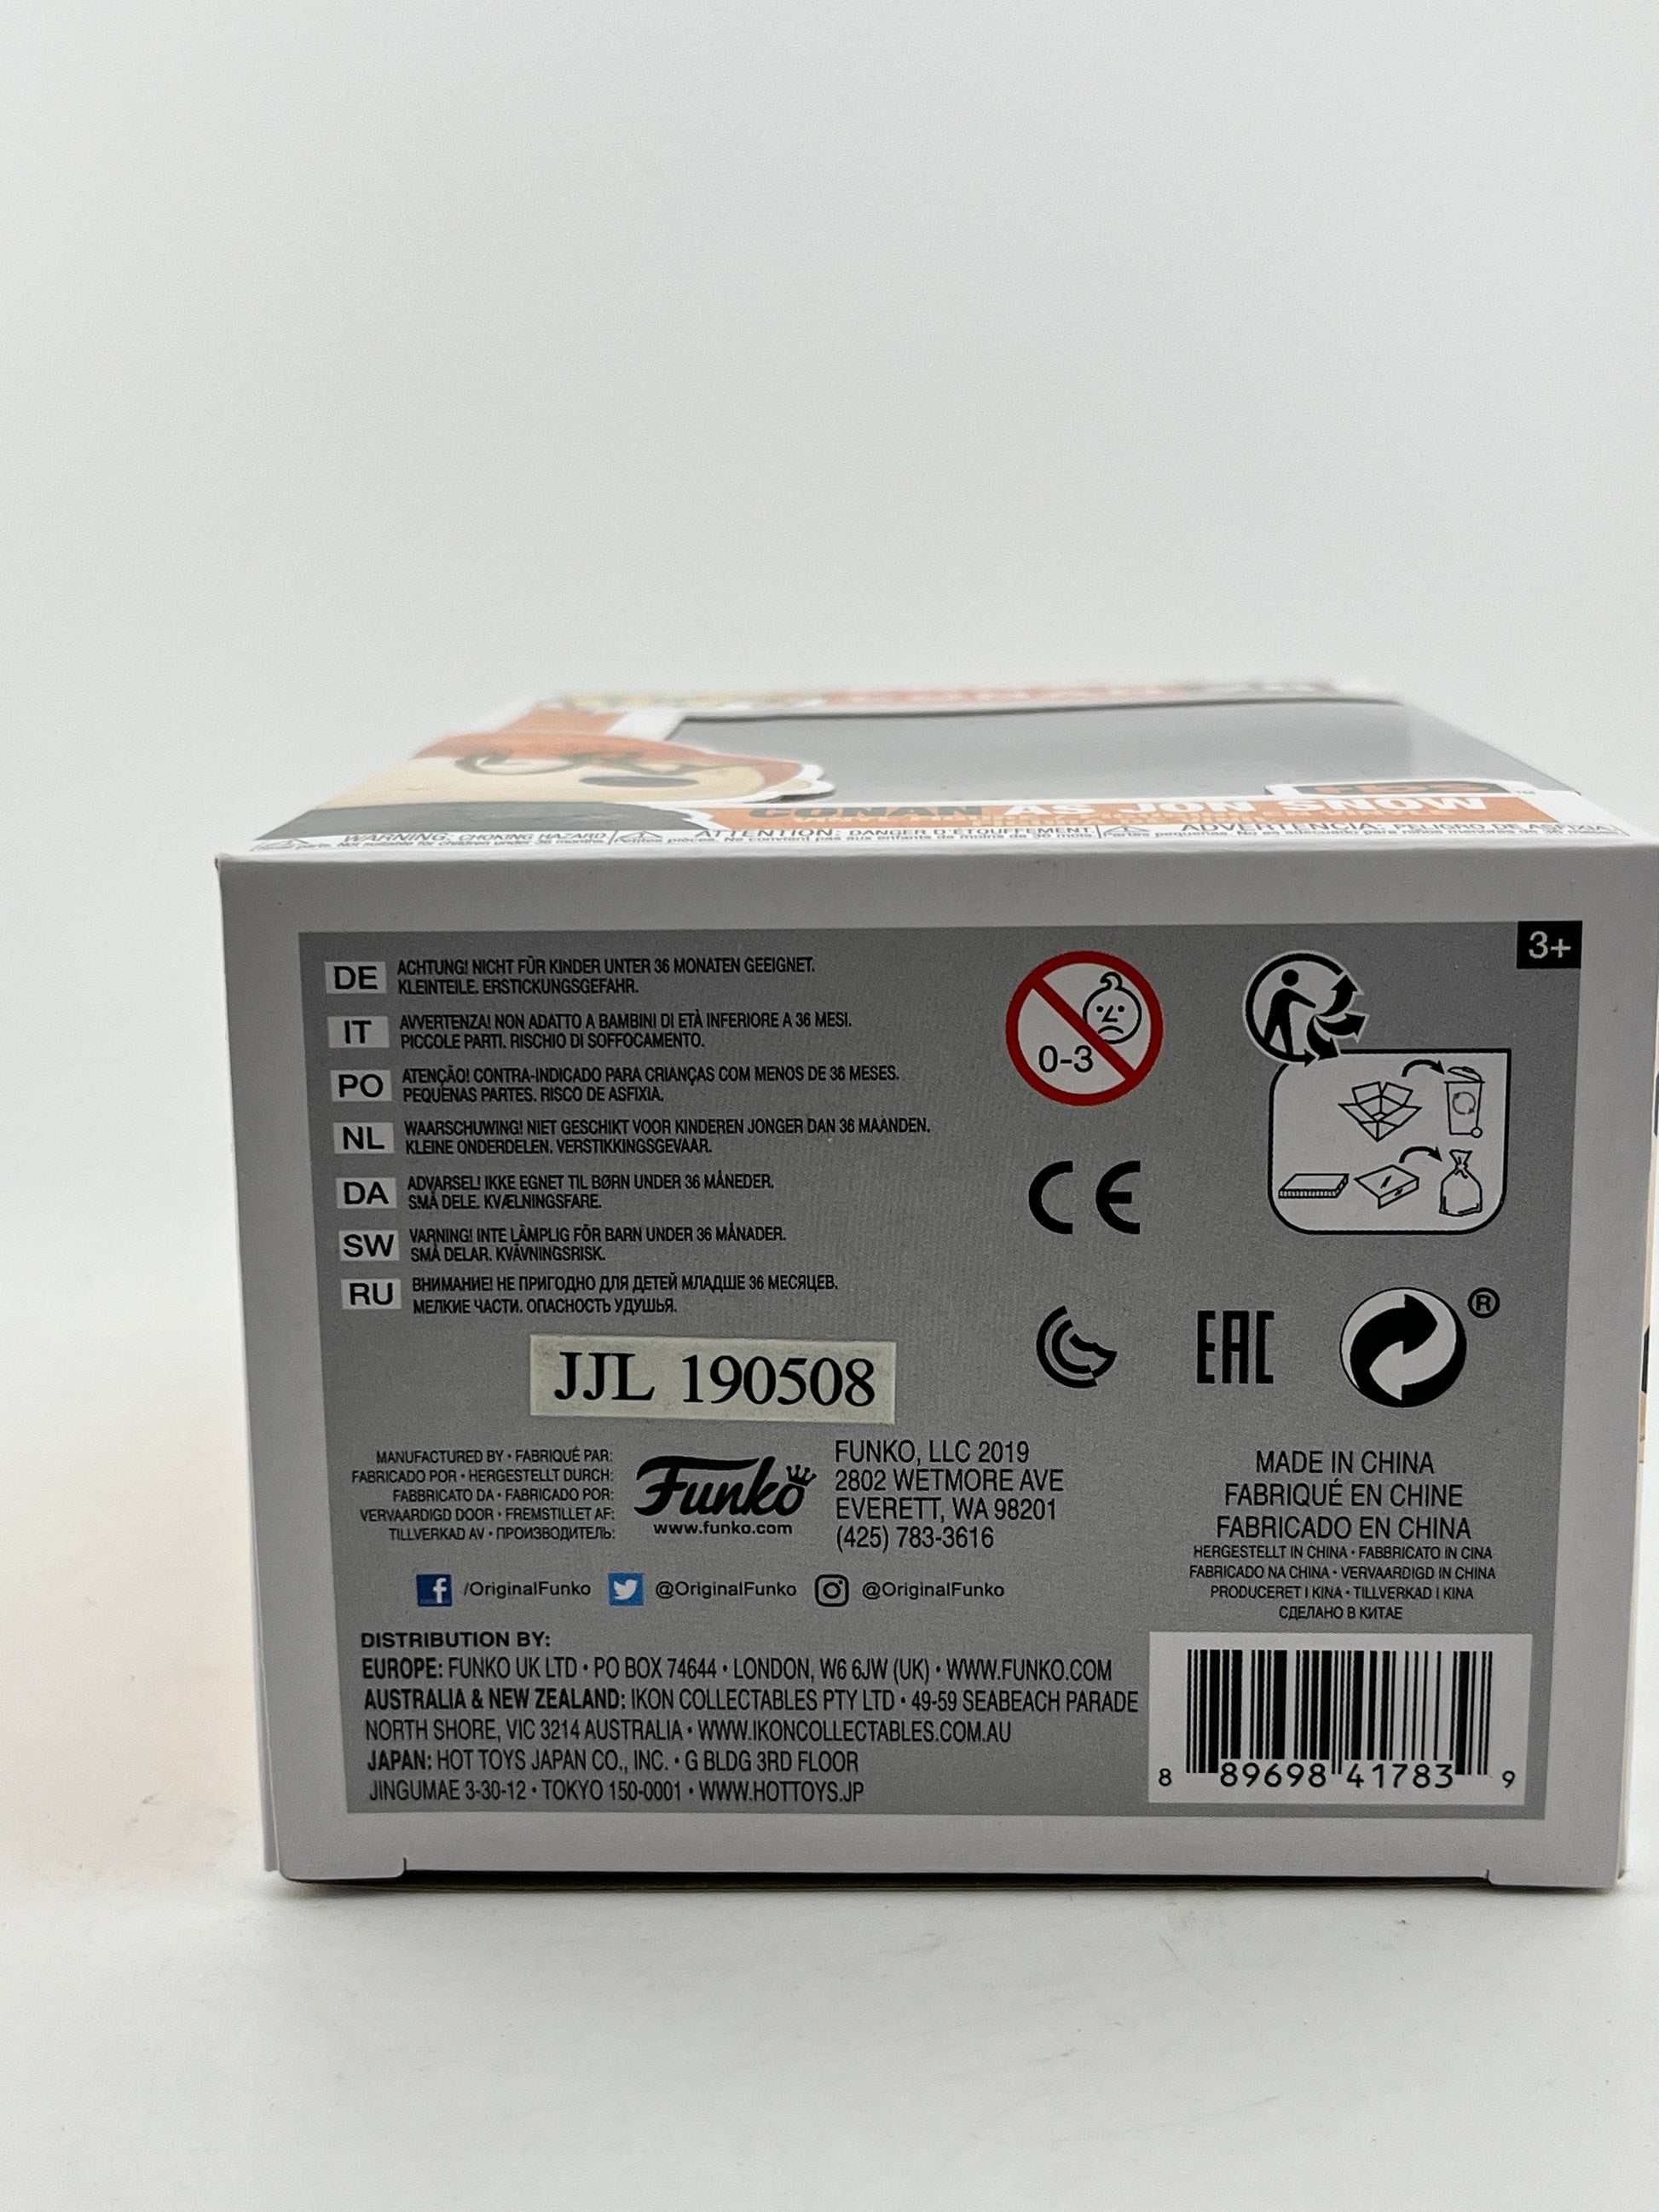 CONAN AS JON SNOW
WARNING: CHOKING HAZARD
ATTENTION: DANGER D'ÉTOUFFEMENT
ADVERTENCIA: PELIGRO DE ASFIXIA
3+
DE ACHTUNG! NICHT FÜR KINDER UNTER 36 MONATEN GEEIGNET.
KLEINTEILE. ERSTICKUNGSGEFAHR.
IT AVVERTENZA! NON ADATTO A BAMBINI DI ETÀ INFERIORE A 36 MESI.
PICCOLE PARTI. RISCHIO DI SOFFOCAMENTO.
PO ATENÇÃO! CONTRA-INDICADO PARA CRIANÇAS COM MENOS DE 36 MESES.
PEQUENAS PARTES. RISCO DE ASFIXIA.
NL WAARSCHUWING! NIET GESCHIKT VOOR KINDEREN JONGER DAN 36 MAANDEN.
KLEINE ONDERDELEN. VERSTIKKINGSGEVAAR.
DA ADVARSEL! IKKE EGNET TIL BØRN UNDER 36 MÅNEDER.
SMÅ DELE. KVÆLNINGSFARE.
SW VARNING! INTE LÄMPLIG FÖR BARN UNDER 36 MÅNADER.
SMÅ DELAR. KVÄVNINGSRISK.
RU ВНИМАНИЕ! НЕ ПРИГОДНО ДЛЯ ДЕТЕЙ МЛАДШЕ 36 МЕСЯЦЕВ.
МЕЛКИЕ ЧАСТИ. ОПАСНОСТЬ УДУШЬЯ.
0-3
CE
EAC
®
JJL 190508
MANUFACTURED BY • FABRIQUÉ PAR:
FABRICADO POR • HERGESTELLT DURCH:
FABBRICATO DA • FABRICADO POR:
VERVAARDIGD DOOR • FREMSTILLET AF:
TILLVERKAD AV • ПРОИЗВОДИТЕЛЬ:
Funko
www.funko.com
FUNKO, LLC 2019
2802 WETMORE AVE
EVERETT, WA 98201
(425) 783-3616
MADE IN CHINA
FABRIQUÉ EN CHINE
FABRICADO EN CHINA
HERGESTELLT IN CHINA • FABBRICATO IN CINA
FABRICADO NA CHINA • VERVAARDIGD IN CHINA
PRODUCERET I KINA • TILLVERKAD I KINA
СДЕЛАНО В КИТАЕ
f /OriginalFunko @OriginalFunko @OriginalFunko
DISTRIBUTION BY:
EUROPE: FUNKO UK LTD • PO BOX 74644 • LONDON, W6 6JW (UK) • WWW.FUNKO.COM
AUSTRALIA & NEW ZEALAND: IKON COLLECTABLES PTY LTD • 49-59 SEABEACH PARADE
NORTH SHORE, VIC 3214 AUSTRALIA • WWW.IKONCOLLECTABLES.COM.AU
JAPAN: HOT TOYS JAPAN CO., INC. • G BLDG 3RD FLOOR
JINGUMAE 3-30-12 • TOKYO 150-0001 • WWW.HOTTOYS.JP
8 89698 41783 9